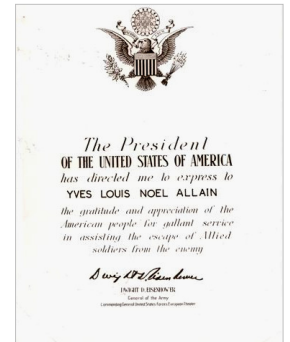 The President
OF THE UNITED STATES OF AMERICA
has directed me to express to
YVES LOUIS NOEL ALLAIN
the gratitude and appreciation of the
American people for gallant service
in assisting the escape of Allied
soldiers from the enemy
Dwight D Eisenhower
DWIGHT D. EISENHOWER
General of the Army
Commanding General United States Forces European Theater